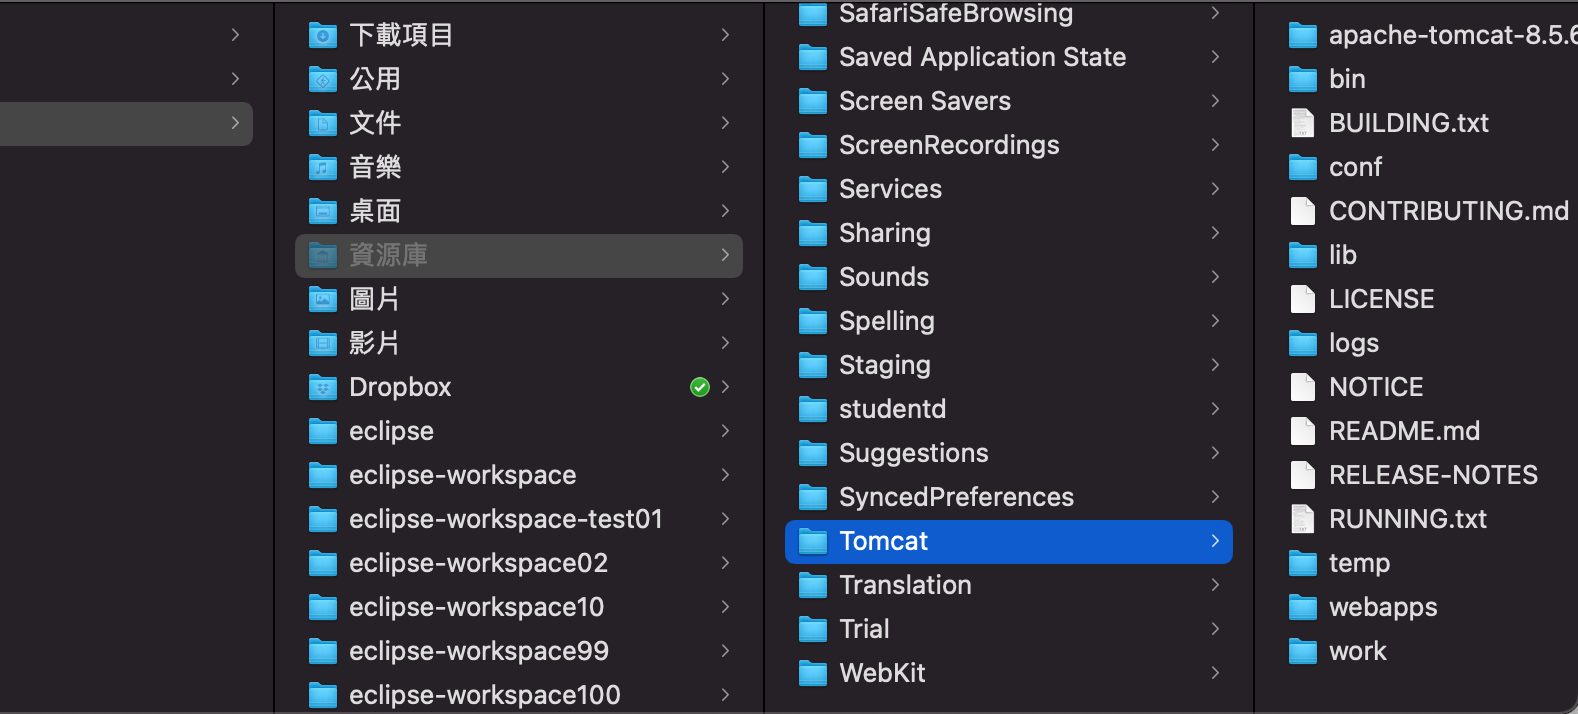 下載項目
公用
文件
音樂
桌面
資源庫
圖片
影片
Dropbox
eclipse
eclipse-workspace
eclipse-workspace-test01
eclipse-workspace02
eclipse-workspace10
eclipse-workspace99
eclipse-workspace100
SafariSafeBrowsing
Saved Application State
Screen Savers
ScreenRecordings
Services
Sharing
Sounds
Spelling
Staging
studentd
Suggestions
SyncedPreferences
Tomcat
Translation
Trial
WebKit
apache-tomcat-8.5.6
bin
BUILDING.txt
conf
CONTRIBUTING.md
lib
LICENSE
logs
NOTICE
README.md
RELEASE-NOTES
RUNNING.txt
temp
webapps
work